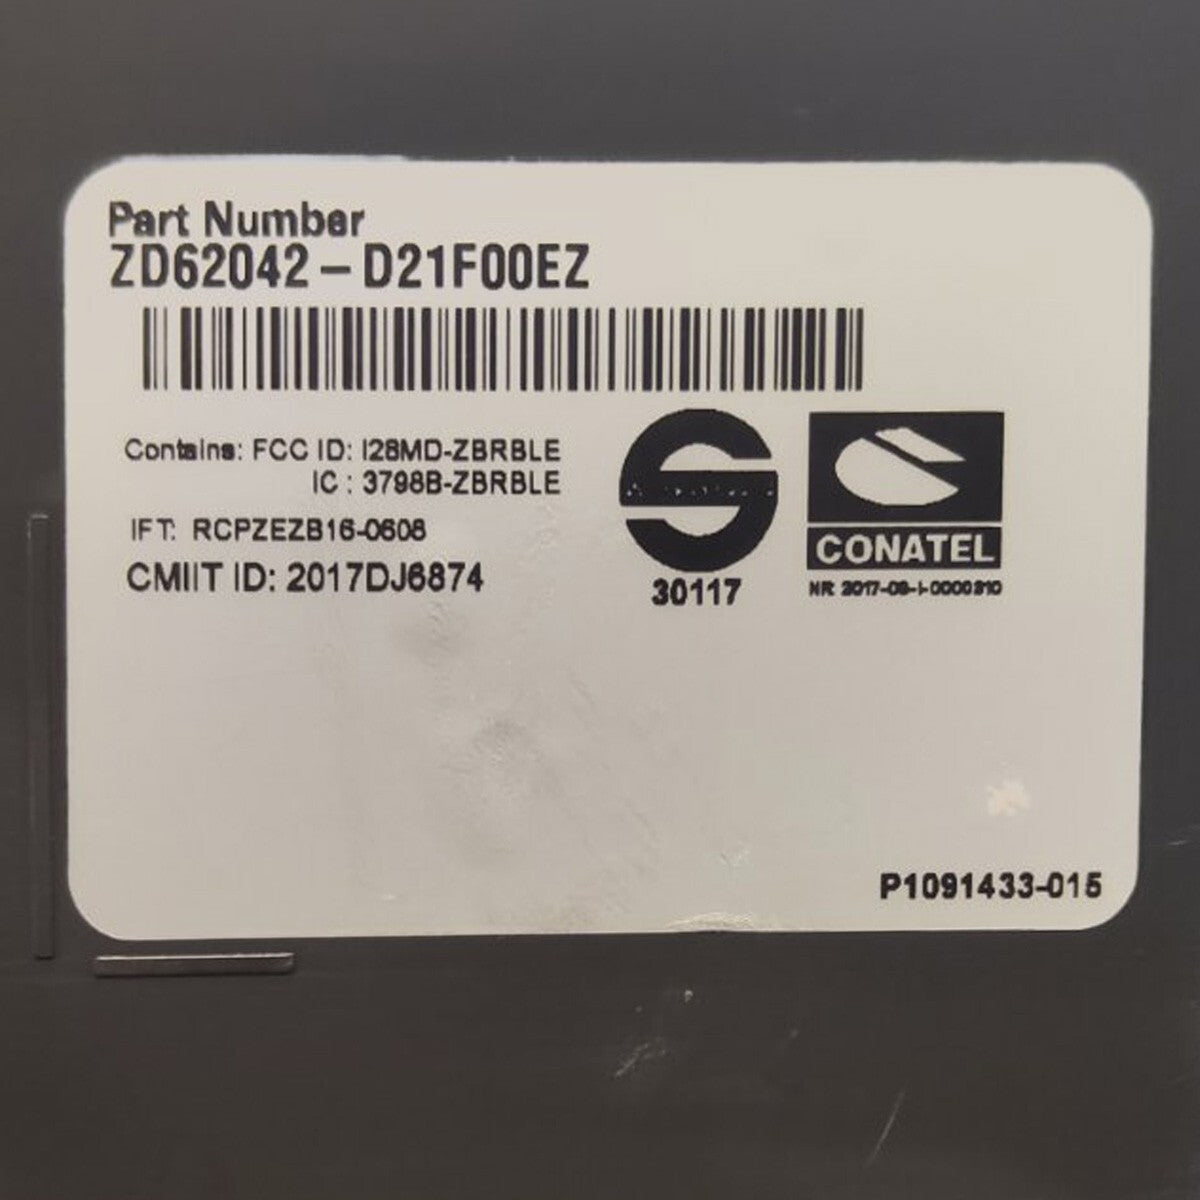 Part Number
ZD62042-D21F00EZ
Contains: FCC ID: I28MD-ZBRBLE
IC : 3798B-ZBRBLE
IFT: RCPZEZB16-0608
CMIIT ID: 2017DJ6874
30117
CONATEL
NR: 2017-09-I-0000310
P1091433-015